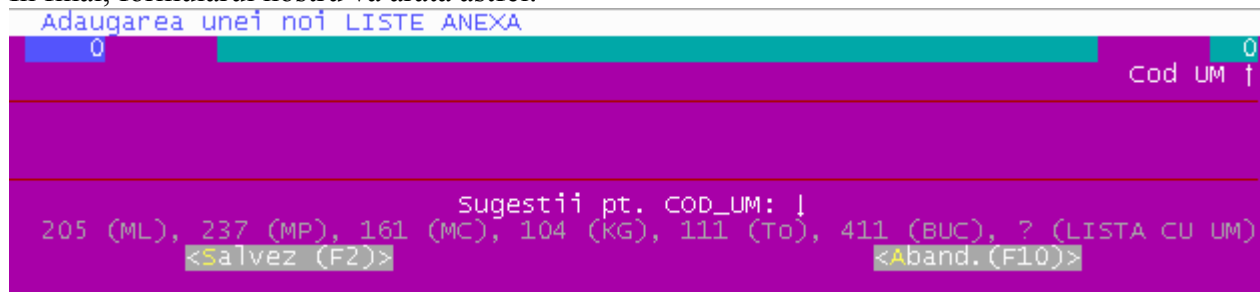 Adaugarea unei noi LISTE ANEXA
0 0
Cod UM ↑
Sugestii pt. COD_UM: ↓
205 (ML), 237 (MP), 161 (MC), 104 (KG), 111 (To), 411 (BUC), ? (LISTA CU UM)
<Salvez (F2)> <Aband.(F10)>